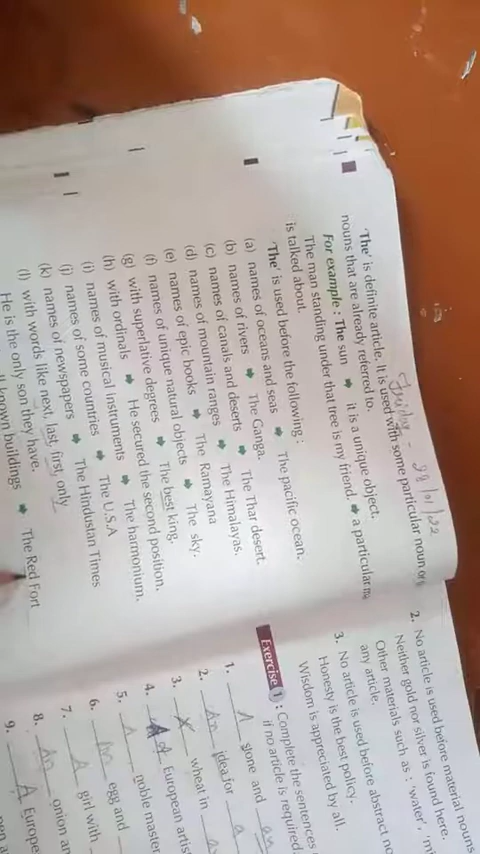 Friday - 28/01/22
'The' is definite article. It is used with some particular noun or
nouns that are already referred to.
For example : The sun ➧ it is a unique object.
The man standing under that tree is my friend. ➧ a particular
is talked about.
'The' is used before the following :
(a) names of oceans and seas ➧ The pacific ocean.
(b) names of rivers ➧ The Ganga.
(c) names of canals and deserts ➧ The Thar desert.
(d) names of mountain ranges ➧ The Himalayas.
(e) names of epic books ➧ The Ramayana
(f) names of unique natural objects ➧ The sky.
(g) with superlative degrees ➧ The best king.
(h) with ordinals ➧ He secured the second position.
(i) names of musical Instruments ➧ The harmonium.
(j) names of some countries ➧ The U.S.A
(k) names of newspapers ➧ The Hindustan Times
(l) with words like next, last, first, only
He is the only son they have.
known buildings ➧ The Red Fort
2. No article is used before material nouns
Neither gold nor silver is found here.
Other materials such as : 'water',
any article.
3. No article is used before abstract
Honesty is the best policy.
Wisdom is appreciated by all.
Exercise 1 : Complete the sentences
if no article is required
1. A stone and an
2. An idea for a
3. X wheat in
4. A European artis
5. A noble master
6. An egg and
7. A girl with
8. An onion an
9. A Europe